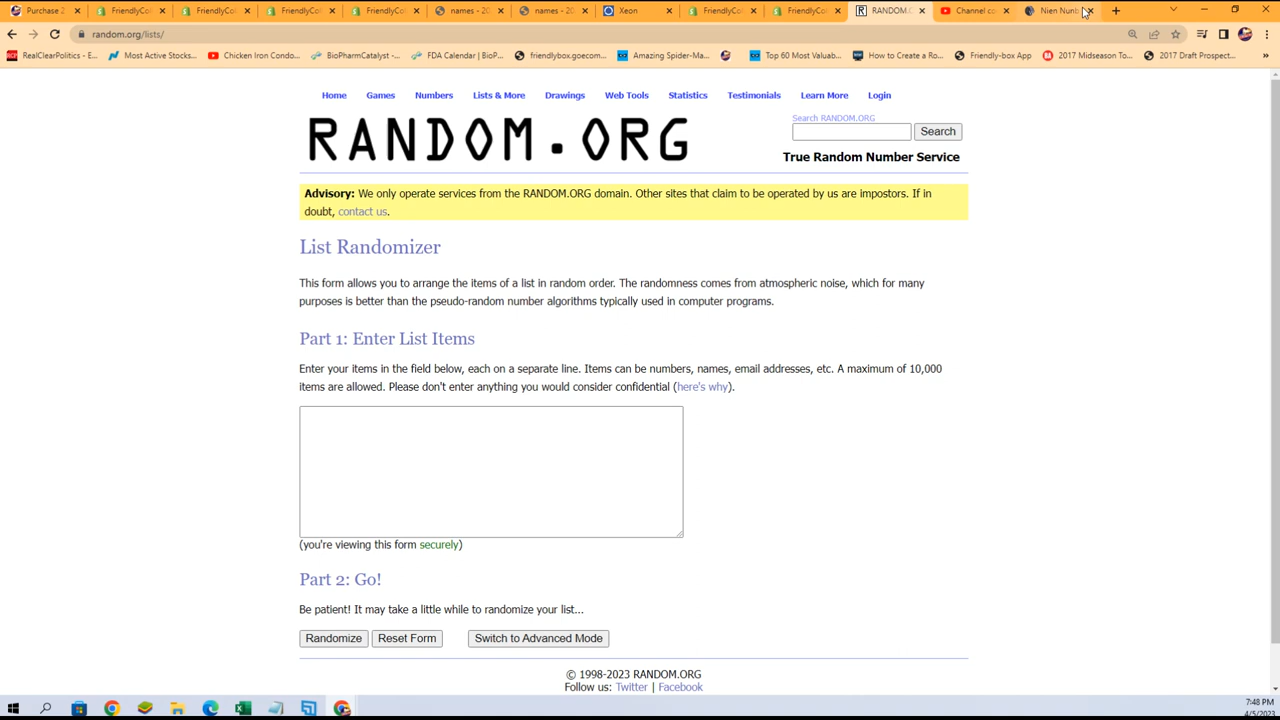 Purchase 2
FriendlyCo
FriendlyCo
FriendlyCo
FriendlyCo
names - 20
names - 20
Xeon
FriendlyCo
FriendlyCo
RANDOM.O
Channel co
Nien Nunb
random.org/lists/
RealClearPolitics - E...
Most Active Stocks...
Chicken Iron Condo...
BioPharmCatalyst -...
FDA Calendar | BioP...
friendlybox.goecom...
Amazing Spider-Ma...
Top 60 Most Valuab...
How to Create a Ro...
Friendly-box App
2017 Midseason To...
2017 Draft Prospect...
Home Games Numbers Lists & More Drawings Web Tools Statistics Testimonials Learn More Login
RANDOM.ORG
Search RANDOM.ORG
Search
True Random Number Service
Advisory: We only operate services from the RANDOM.ORG domain. Other sites that claim to be operated by us are impostors. If in
doubt, contact us.
List Randomizer
This form allows you to arrange the items of a list in random order. The randomness comes from atmospheric noise, which for many
purposes is better than the pseudo-random number algorithms typically used in computer programs.
Part 1: Enter List Items
Enter your items in the field below, each on a separate line. Items can be numbers, names, email addresses, etc. A maximum of 10,000
items are allowed. Please don't enter anything you would consider confidential (here's why).
(you're viewing this form securely)
Part 2: Go!
Be patient! It may take a little while to randomize your list...
Randomize Reset Form Switch to Advanced Mode
© 1998-2023 RANDOM.ORG
Follow us: Twitter | Facebook
7:48 PM
4/5/2023